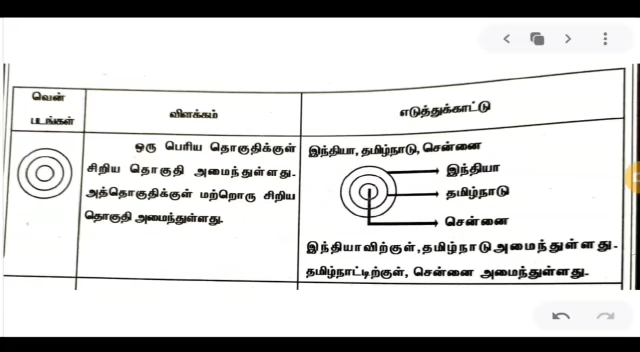 வென்
படங்கள்
விளக்கம்
எடுத்துக்காட்டு
ஒரு பெரிய தொகுதிக்குள்
சிறிய தொகுதி அமைந்துள்ளது.
அத்தொகுதிக்குள் மற்றொரு சிறிய
தொகுதி அமைந்துள்ளது.
இந்தியா, தமிழ்நாடு, சென்னை
இந்தியா
தமிழ்நாடு
சென்னை
இந்தியாவிற்குள்,தமிழ்நாடு அமைந்துள்ளது.
தமிழ்நாட்டிற்குள், சென்னை அமைந்துள்ளது.